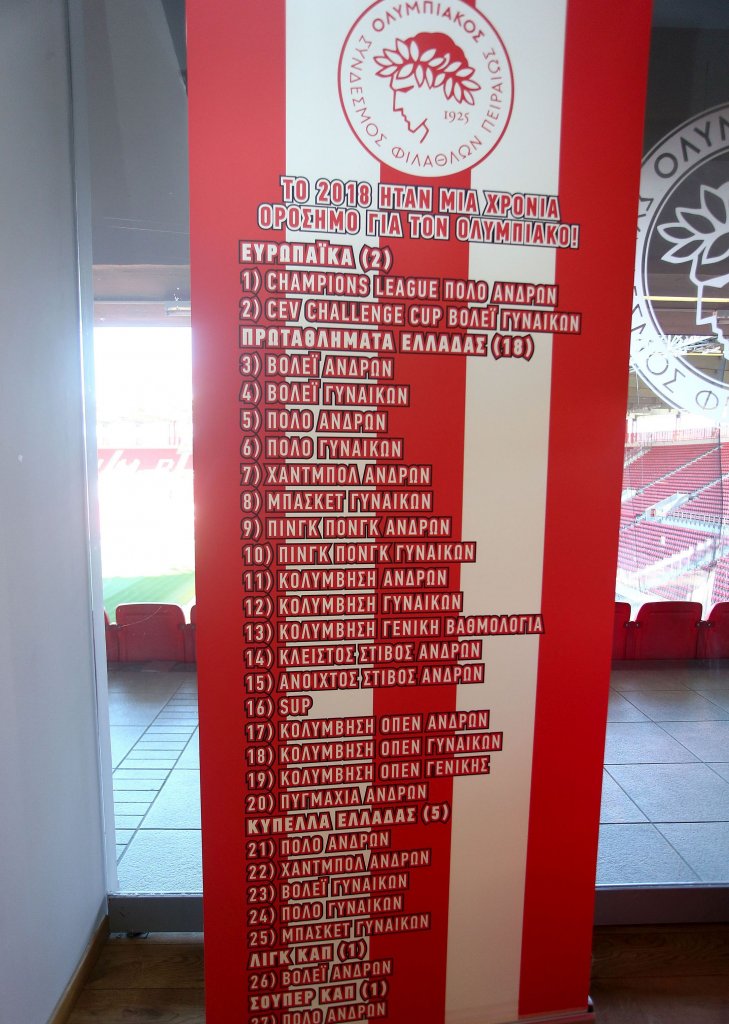 ΟΛΥΜΠΙΑΚΟΣ
ΣΥΝΔΕΣΜΟΣ ΦΙΛΑΘΛΩΝ ΠΕΙΡΑΙΩΣ
1925
ΤΟ 2018 ΗΤΑΝ ΜΙΑ ΧΡΟΝΙΑ
ΟΡΟΣΗΜΟ ΓΙΑ ΤΟΝ ΟΛΥΜΠΙΑΚΟ!
ΕΥΡΩΠΑΪΚΑ (2)
1) CHAMPIONS LEAGUE ΠΟΛΟ ΑΝΔΡΩΝ
2) CEV CHALLENGE CUP ΒΟΛΕΪ ΓΥΝΑΙΚΩΝ
ΠΡΩΤΑΘΛΗΜΑΤΑ ΕΛΛΑΔΑΣ (18)
3) ΒΟΛΕΪ ΑΝΔΡΩΝ
4) ΒΟΛΕΪ ΓΥΝΑΙΚΩΝ
5) ΠΟΛΟ ΑΝΔΡΩΝ
6) ΠΟΛΟ ΓΥΝΑΙΚΩΝ
7) ΧΑΝΤΜΠΟΛ ΑΝΔΡΩΝ
8) ΜΠΑΣΚΕΤ ΓΥΝΑΙΚΩΝ
9) ΠΙΝΓΚ ΠΟΝΓΚ ΑΝΔΡΩΝ
10) ΠΙΝΓΚ ΠΟΝΓΚ ΓΥΝΑΙΚΩΝ
11) ΚΟΛΥΜΒΗΣΗ ΑΝΔΡΩΝ
12) ΚΟΛΥΜΒΗΣΗ ΓΥΝΑΙΚΩΝ
13) ΚΟΛΥΜΒΗΣΗ ΓΕΝΙΚΗ ΒΑΘΜΟΛΟΓΙΑ
14) ΚΛΕΙΣΤΟΣ ΣΤΙΒΟΣ ΑΝΔΡΩΝ
15) ΑΝΟΙΧΤΟΣ ΣΤΙΒΟΣ ΑΝΔΡΩΝ
16) SUP
17) ΚΟΛΥΜΒΗΣΗ ΟΠΕΝ ΑΝΔΡΩΝ
18) ΚΟΛΥΜΒΗΣΗ ΟΠΕΝ ΓΥΝΑΙΚΩΝ
19) ΚΟΛΥΜΒΗΣΗ ΟΠΕΝ ΓΕΝΙΚΗΣ
20) ΠΥΓΜΑΧΙΑ ΑΝΔΡΩΝ
ΚΥΠΕΛΛΑ ΕΛΛΑΔΑΣ (5)
21) ΠΟΛΟ ΑΝΔΡΩΝ
22) ΧΑΝΤΜΠΟΛ ΑΝΔΡΩΝ
23) ΒΟΛΕΪ ΓΥΝΑΙΚΩΝ
24) ΠΟΛΟ ΓΥΝΑΙΚΩΝ
25) ΜΠΑΣΚΕΤ ΓΥΝΑΙΚΩΝ
ΛΙΓΚ ΚΑΠ (1)
26) ΒΟΛΕΪ ΑΝΔΡΩΝ
ΣΟΥΠΕΡ ΚΑΠ (1)
27) ΠΟΛΟ ΑΝΔΡΩΝ